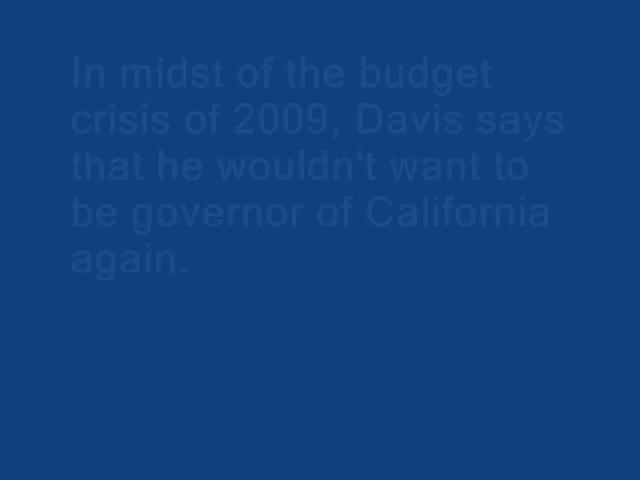 In midst of the budget
crisis of 2009, Davis says
that he wouldn't want to
be governor of California
again.